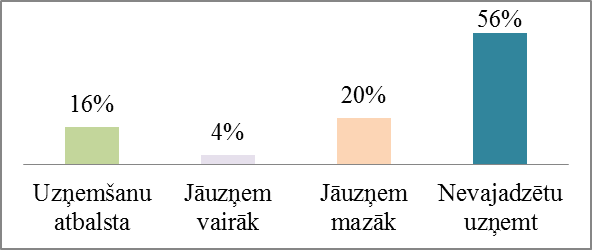 16%
4%
20%
56%
Uzņemšanu
atbalsta
Jāuzņem
vairāk
Jāuzņem
mazāk
Nevajadzētu
uzņemt